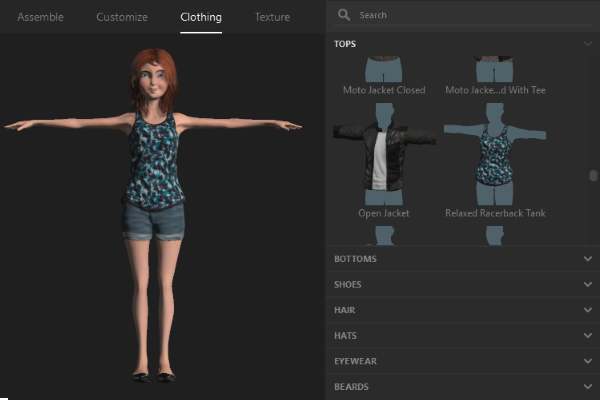 Assemble Customize Clothing Texture
Search
TOPS
Moto Jacket Closed Moto Jacke...d With Tee
Open Jacket Relaxed Racerback Tank
BOTTOMS
SHOES
HAIR
HATS
EYEWEAR
BEARDS